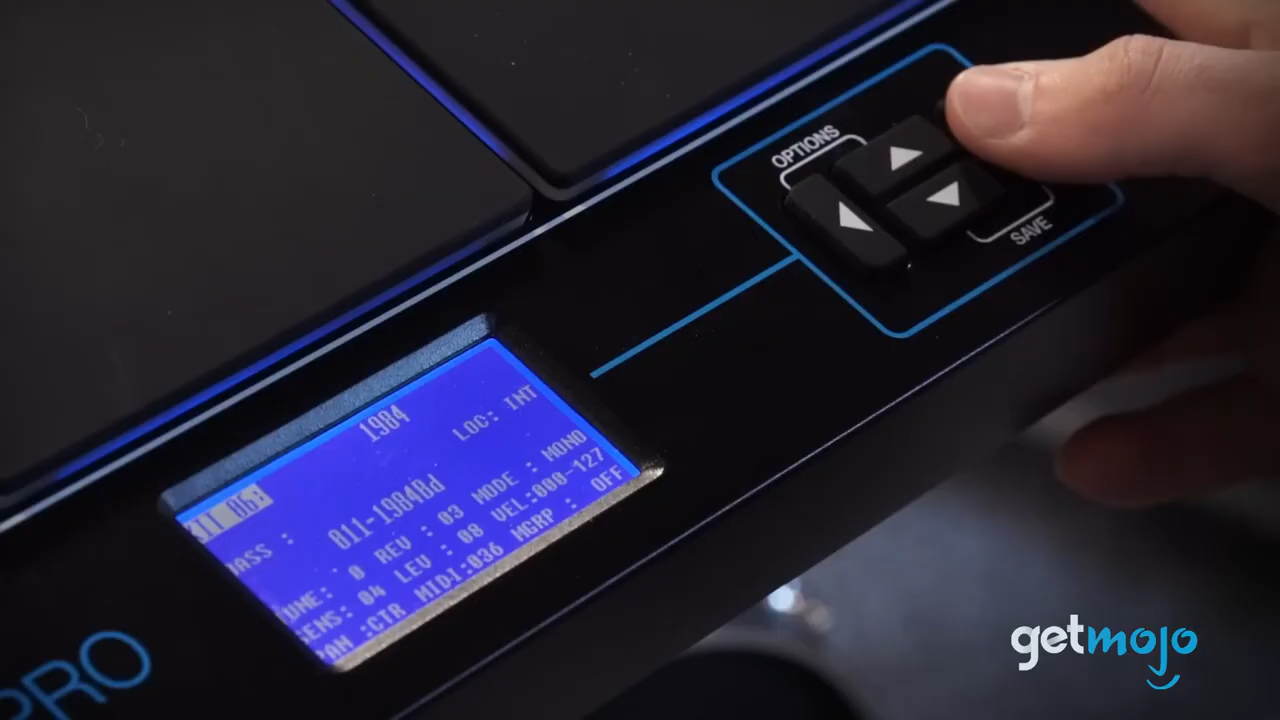 OPTIONS
SAVE
1984
LOC: INT
06:
011-1984Bd
0 REV : 03 MODE : MONO
04 LEV : 08 VEL:000-127
:CTR MIDI:036 MGRP : OFF
PRO
getmojo